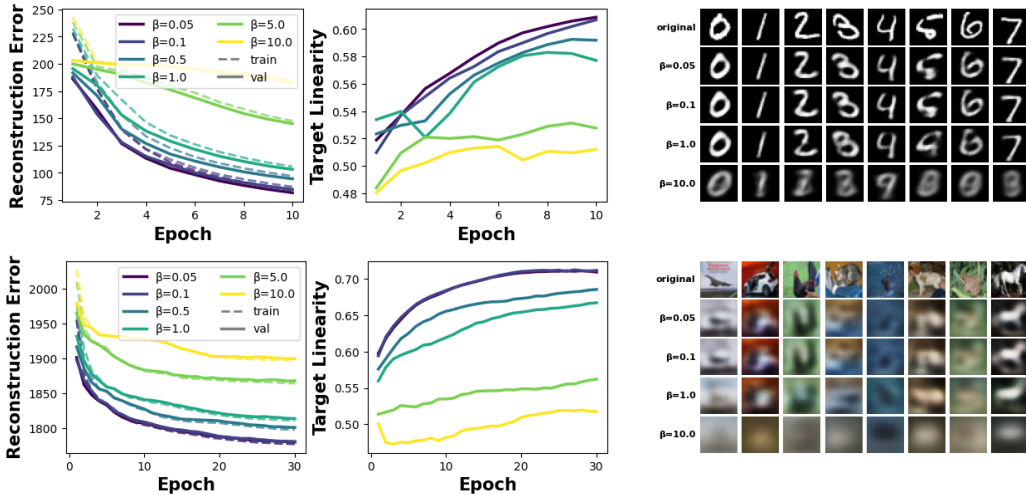 Reconstruction Error
250
225
200
175
150
125
100
75
2
4
6
8
10
Epoch
β=0.05
β=0.1
β=0.5
β=1.0
β=5.0
β=10.0
train
val
Target Linearity
0.60
0.58
0.56
0.54
0.52
0.50
0.48
2
4
6
8
10
Epoch
original
β=0.05
β=0.1
β=1.0
β=10.0
Reconstruction Error
2000
1950
1900
1850
1800
0
10
20
30
Epoch
β=0.05
β=0.1
β=0.5
β=1.0
β=5.0
β=10.0
train
val
Target Linearity
0.70
0.65
0.60
0.55
0.50
0
10
20
30
Epoch
original
β=0.05
β=0.1
β=1.0
β=10.0